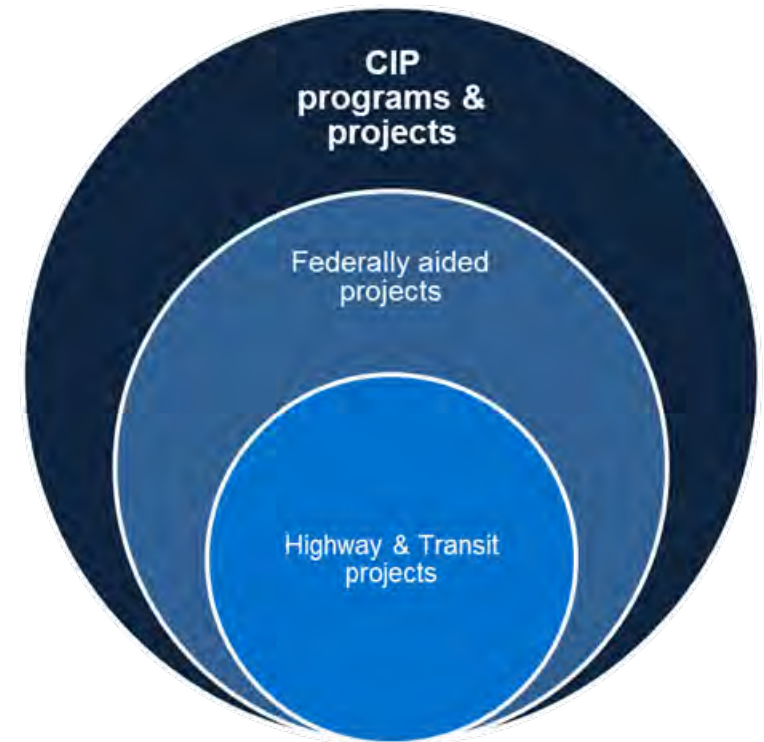 CIP
programs &
projects
Federally aided
projects
Highway & Transit
projects